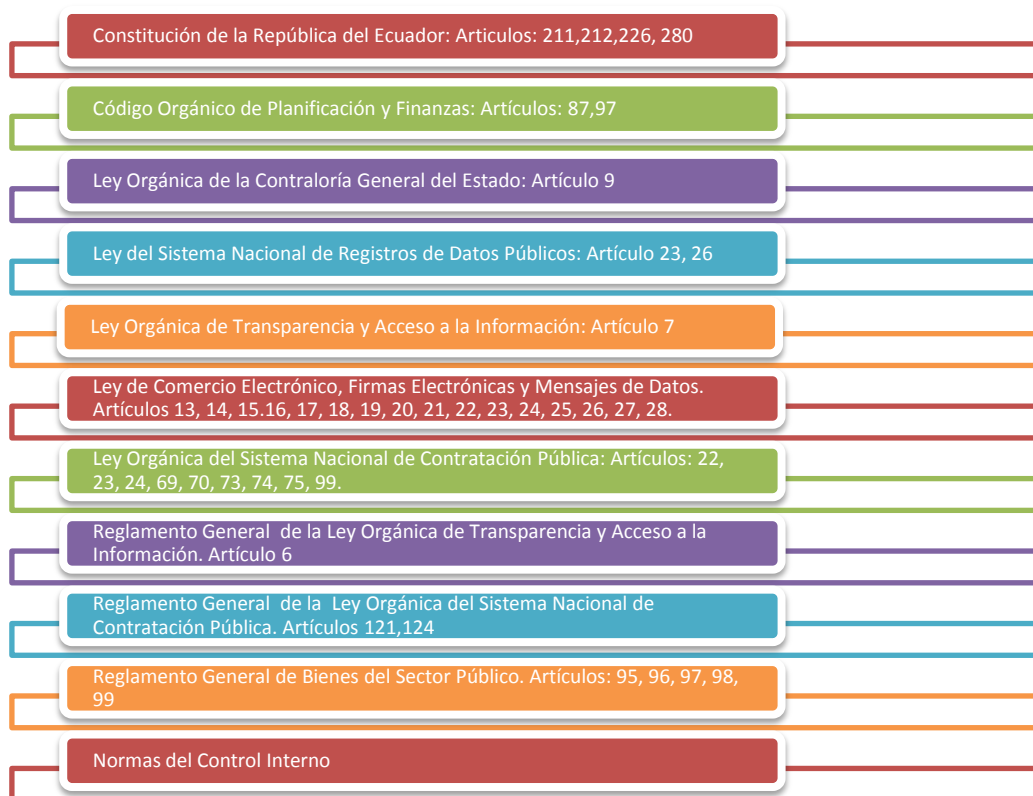 Constitución de la República del Ecuador: Articulos: 211,212,226, 280
Código Orgánico de Planificación y Finanzas: Artículos: 87,97
Ley Orgánica de la Contraloría General del Estado: Artículo 9
Ley del Sistema Nacional de Registros de Datos Públicos: Artículo 23, 26
Ley Orgánica de Transparencia y Acceso a la Información: Artículo 7
Ley de Comercio Electrónico, Firmas Electrónicas y Mensajes de Datos.
Artículos 13, 14, 15.16, 17, 18, 19, 20, 21, 22, 23, 24, 25, 26, 27, 28.
Ley Orgánica del Sistema Nacional de Contratación Pública: Artículos: 22,
23, 24, 69, 70, 73, 74, 75, 99.
Reglamento General  de la Ley Orgánica de Transparencia y Acceso a la
Información. Artículo 6
Reglamento General  de la  Ley Orgánica del Sistema Nacional de
Contratación Pública. Artículos 121,124
Reglamento General de Bienes del Sector Público. Artículos: 95, 96, 97, 98,
99
Normas del Control Interno